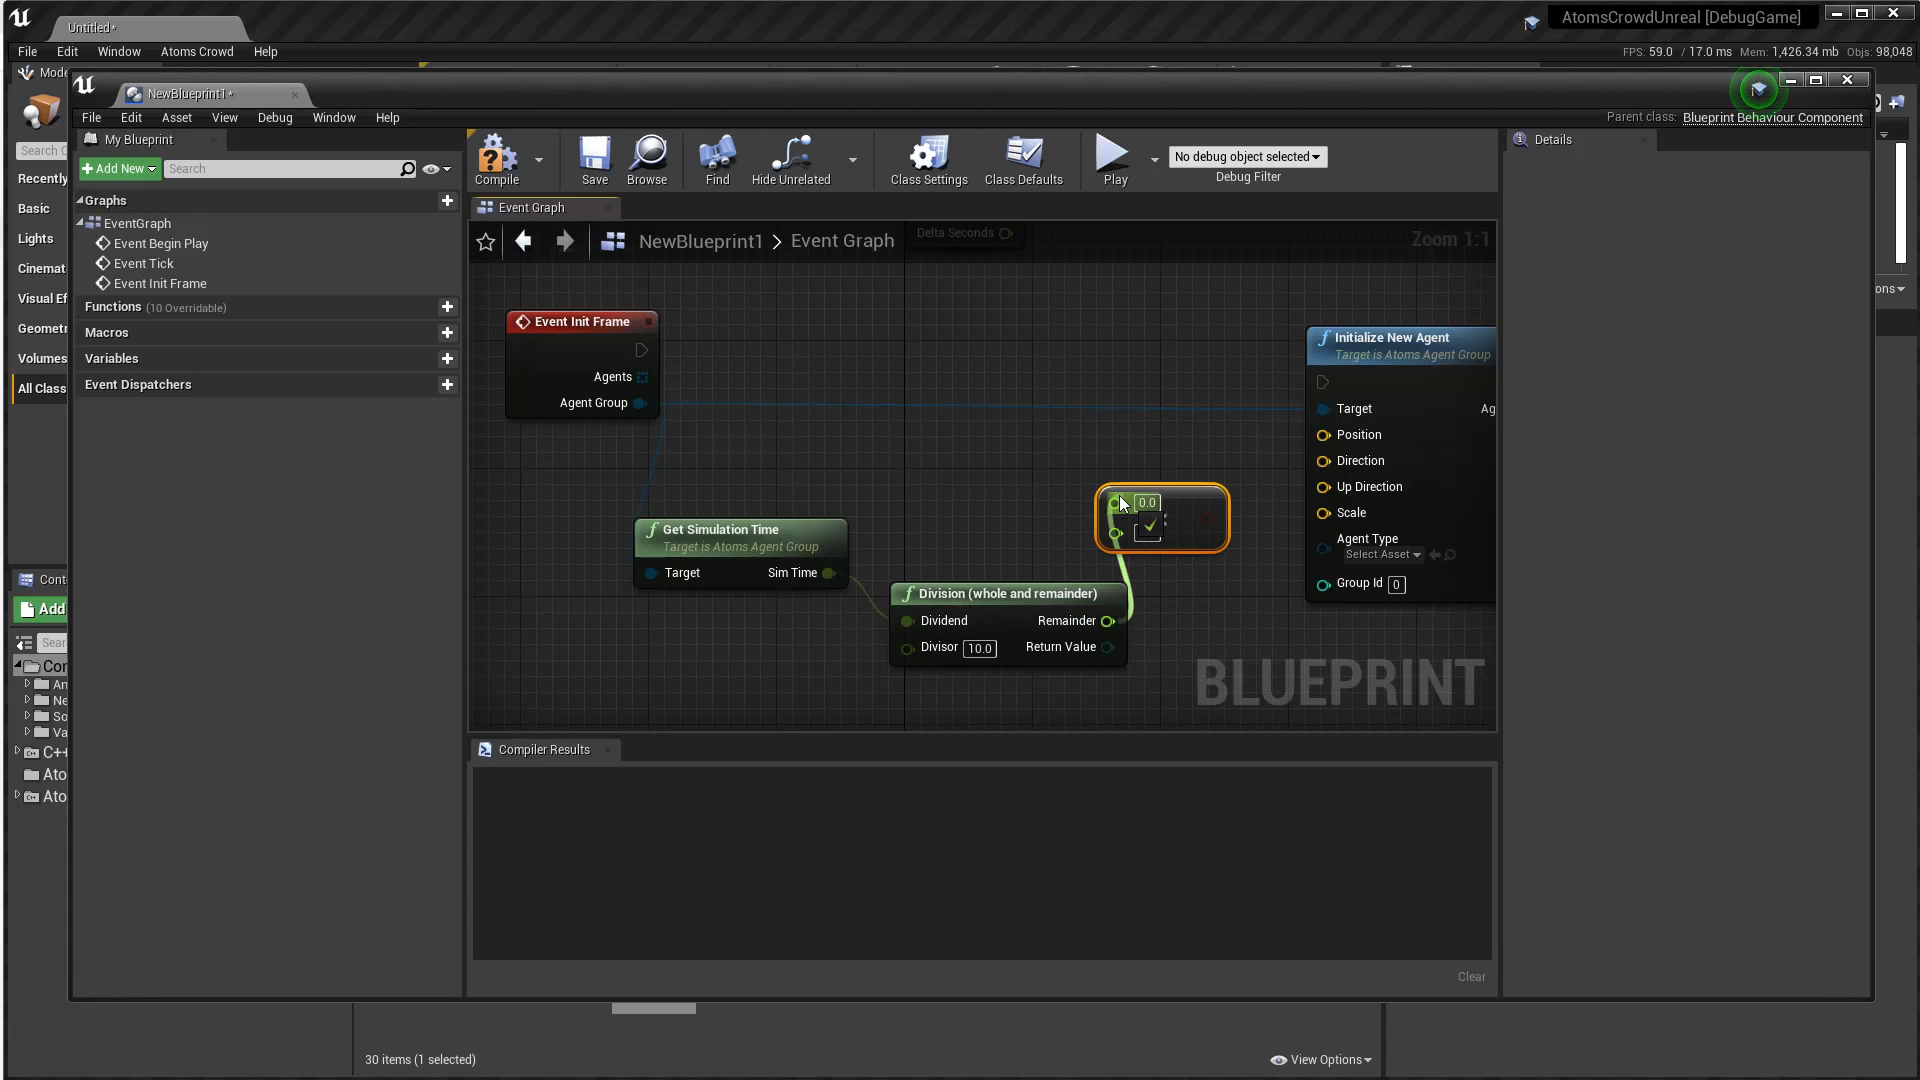 Untitled*
AtomsCrowdUnreal [DebugGame]
File Edit Window Atoms Crowd Help
FPS: 59.0 / 17.0 ms Mem: 1,426.34 mb Objs: 98,048
NewBlueprint1*
File Edit Asset View Debug Window Help
Parent class: Blueprint Behaviour Component
My Blueprint
Add New
Search
Graphs
EventGraph
Event Begin Play
Event Tick
Event Init Frame
Functions (10 Overridable)
Macros
Variables
Event Dispatchers
Recently
Basic
Lights
Cinemat
Visual Ef
Geometr
Volumes
All Class
Compile
Save
Browse
Find
Hide Unrelated
Class Settings
Class Defaults
Play
No debug object selected
Debug Filter
Details
Event Graph
NewBlueprint1 > Event Graph
Delta Seconds
Zoom 1:1
Event Init Frame
Agents
Agent Group
Get Simulation Time
Target is Atoms Agent Group
Target Sim Time
Division (whole and remainder)
Dividend Remainder
Divisor 10.0 Return Value
0.0
Initialize New Agent
Target is Atoms Agent Group
Target Ag
Position
Direction
Up Direction
Scale
Agent Type
Select Asset
Group Id 0
BLUEPRINT
Compiler Results
Clear
Add
C++
Ato
Ato
30 items (1 selected)
View Options